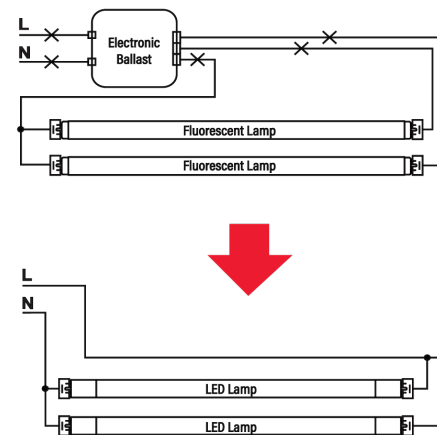 L
N
Electronic
Ballast
Fluorescent Lamp
Fluorescent Lamp
L
N
LED Lamp
LED Lamp